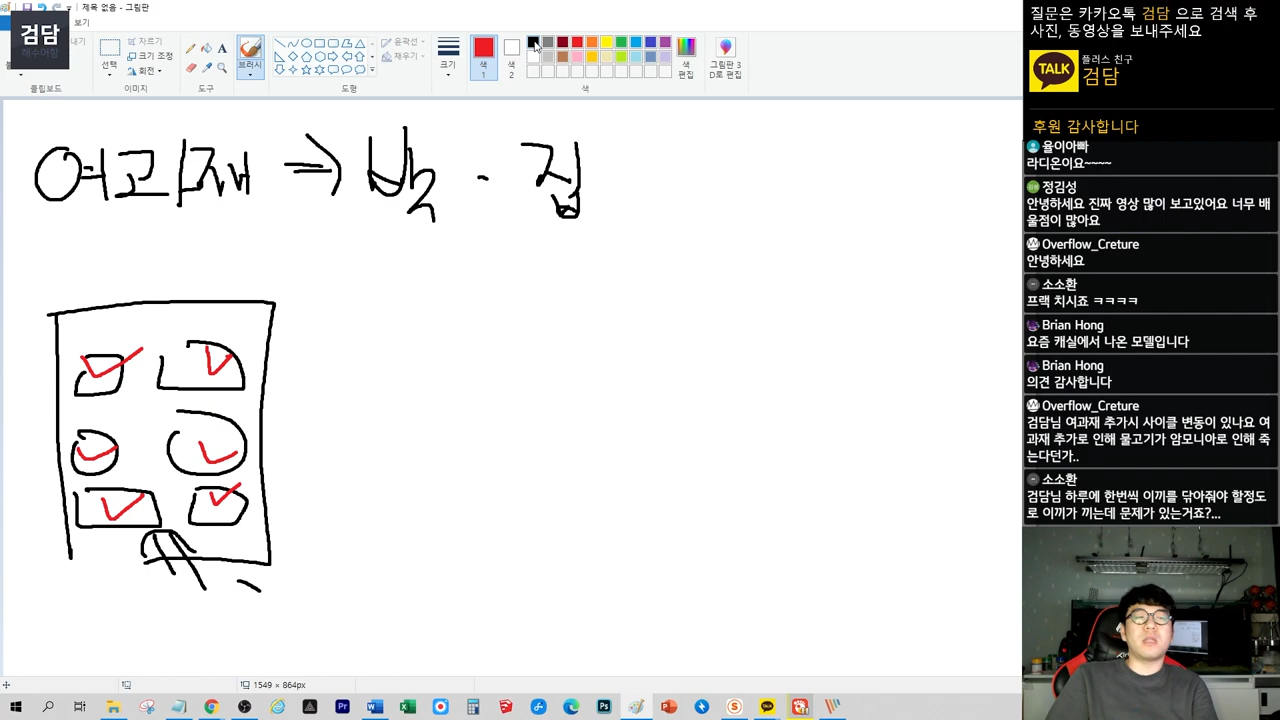 제목 없음 - 그림판
보기
검담
해수어항
내기
자르기
크기 조정
회전
선택
브러시
윤곽선
채우기
크기
색
1
색
2
색
편집
그림판 3
D로 편집
클립보드
이미지
도구
도형
색
여과재 => 박 · 집
1549 × 864px
질문은 카카오톡 검담 으로 검색 후
사진, 동영상을 보내주세요
TALK
플러스 친구
검담
후원 감사합니다
율이아빠
라디온이요~~~~
정김성
안녕하세요 진짜 영상 많이 보고있어요 너무 배
울점이 많아요
Overflow_Creture
안녕하세요
소소환
프랙 치시죠 ㅋㅋㅋㅋ
Brian Hong
요즘 캐실에서 나온 모델입니다
Brian Hong
의견 감사합니다
Overflow_Creture
검담님 여과재 추가시 사이클 변동이 있나요 여
과재 추가로 인해 물고기가 암모니아로 인해 죽
는다던가..
소소환
검담님 하루에 한번씩 이끼를 닦아줘야 할정도
로 이끼가 끼는데 문제가 있는거죠?...